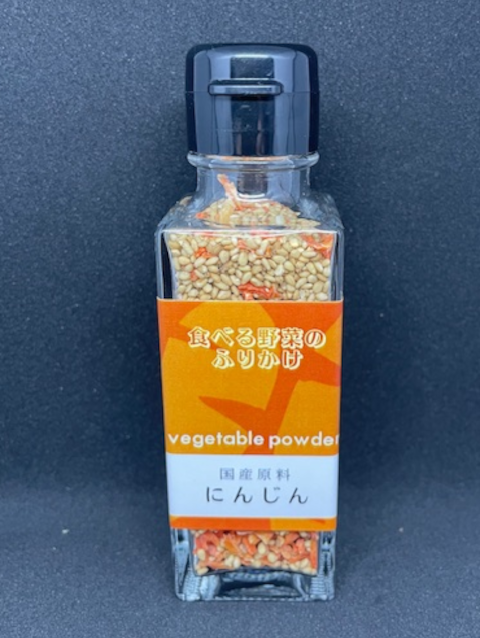 食べる野菜の
ふりかけ
vegetable powder
国産原料
にんじん